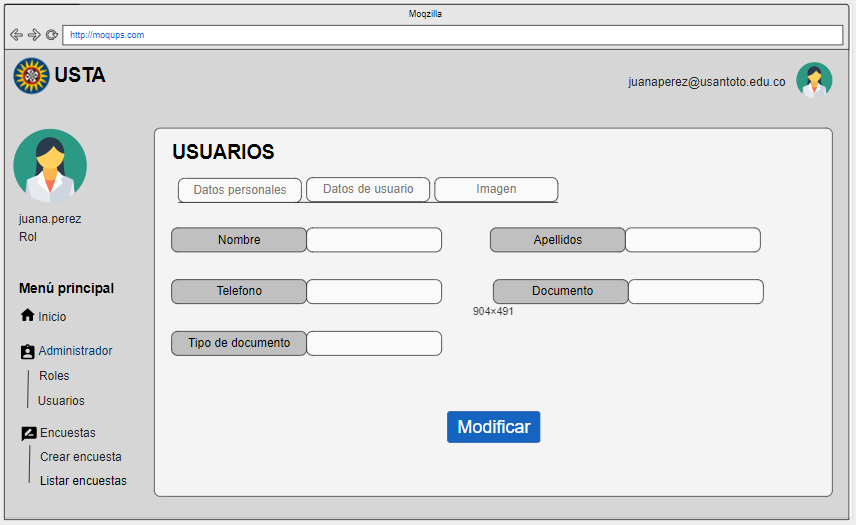 Moqzilla
http://moqups.com
USTA
juanaperez@usantoto.edu.co
juana.perez
Rol
Menú principal
Inicio
Administrador
Roles
Usuarios
Encuestas
Crear encuesta
Listar encuestas
USUARIOS
Datos personales Datos de usuario Imagen
Nombre Apellidos
Telefono Documento
904×491
Tipo de documento
Modificar